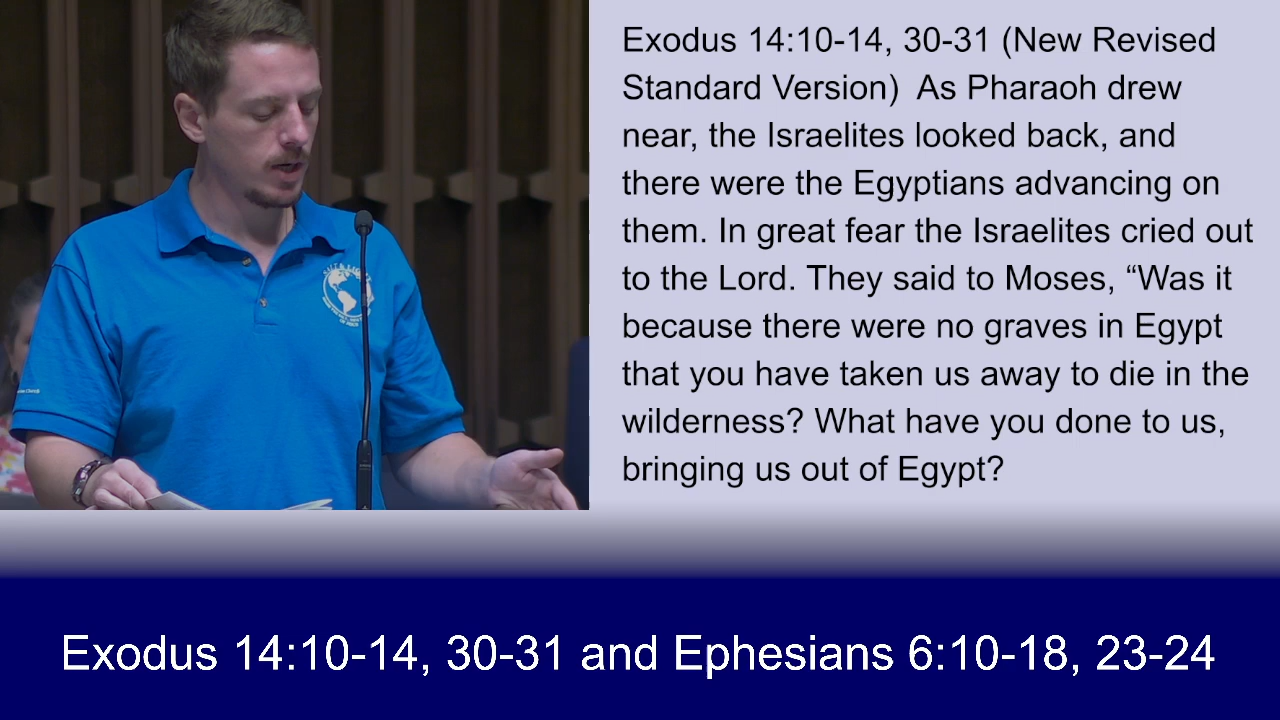 Exodus 14:10-14, 30-31 (New Revised
Standard Version)  As Pharaoh drew
near, the Israelites looked back, and
there were the Egyptians advancing on
them. In great fear the Israelites cried out
to the Lord. They said to Moses, “Was it
because there were no graves in Egypt
that you have taken us away to die in the
wilderness? What have you done to us,
bringing us out of Egypt?
Exodus 14:10-14, 30-31 and Ephesians 6:10-18, 23-24